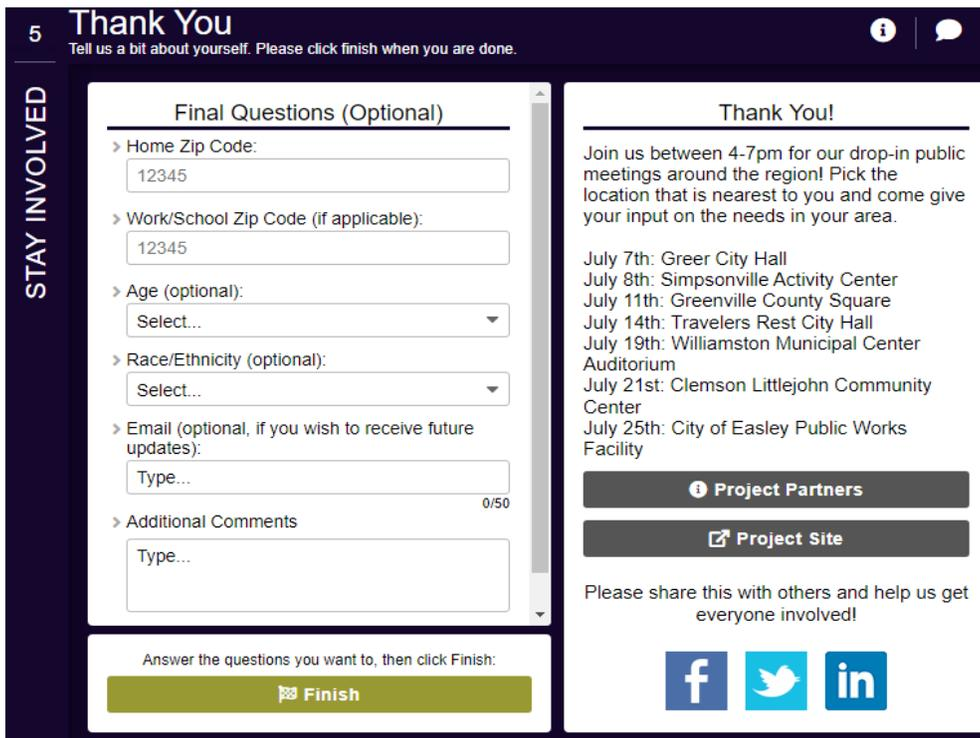 5
Thank You
Tell us a bit about yourself. Please click finish when you are done.
STAY INVOLVED
Final Questions (Optional)
Home Zip Code:
12345
Work/School Zip Code (if applicable):
12345
Age (optional):
Select...
Race/Ethnicity (optional):
Select...
Email (optional, if you wish to receive future
updates):
Type...
0/50
Additional Comments
Type...
Answer the questions you want to, then click Finish:
Finish
Thank You!
Join us between 4-7pm for our drop-in public
meetings around the region! Pick the
location that is nearest to you and come give
your input on the needs in your area.
July 7th: Greer City Hall
July 8th: Simpsonville Activity Center
July 11th: Greenville County Square
July 14th: Travelers Rest City Hall
July 19th: Williamston Municipal Center
Auditorium
July 21st: Clemson Littlejohn Community
Center
July 25th: City of Easley Public Works
Facility
Project Partners
Project Site
Please share this with others and help us get
everyone involved!
f
in